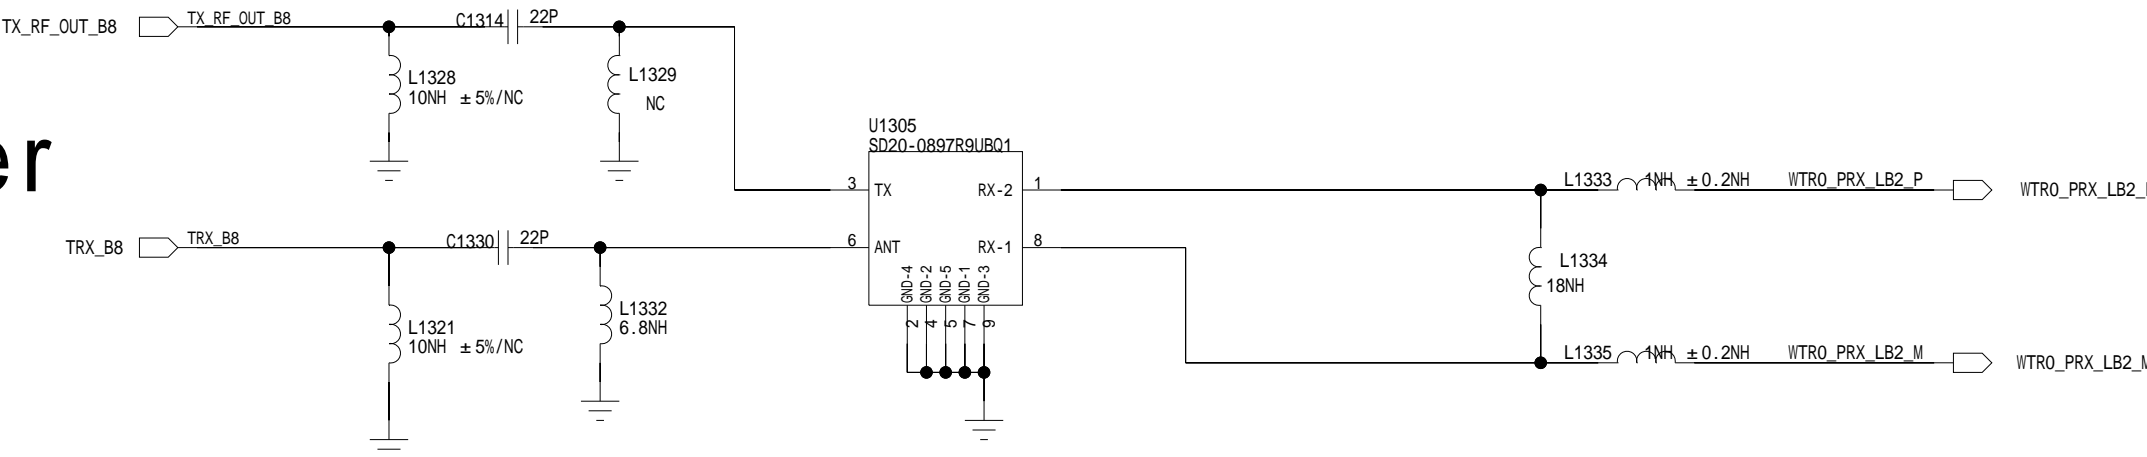 TX_RF_OUT_B8
TX_RF_OUT_B8
C1314
22P
L1328
10NH ±5%/NC
L1329
NC
er
U1305
SD20-0897R9UBQ1
3
TX
RX-2
1
6
ANT
RX-1
8
GND-4
GND-2
GND-5
GND-1
GND-3
2
4
5
7
9
L1333
1NH ±0.2NH
WTR0_PRX_LB2_P
WTR0_PRX_LB2_
TRX_B8
TRX_B8
C1330
22P
L1321
10NH ±5%/NC
L1332
6.8NH
L1334
18NH
L1335
1NH ±0.2NH
WTR0_PRX_LB2_M
WTR0_PRX_LB2_M